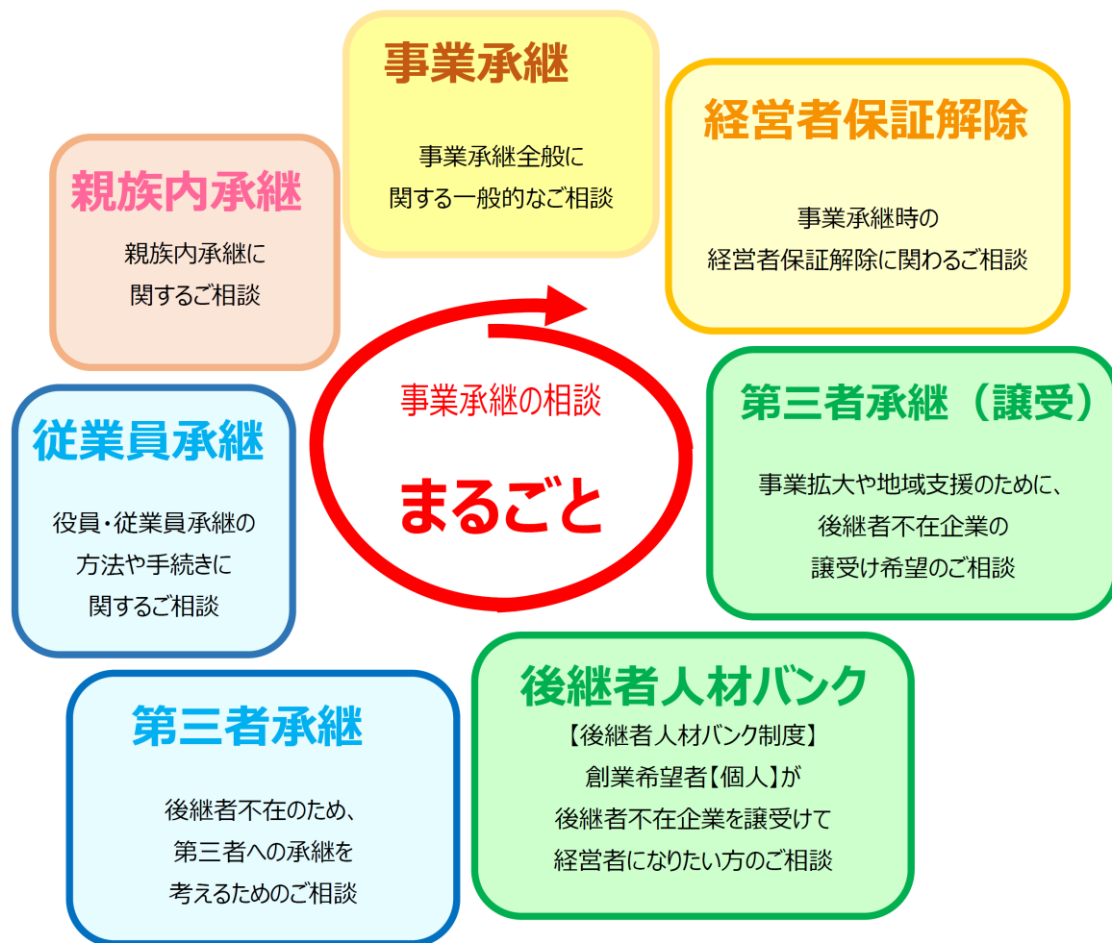 事業承継
事業承継全般に
関する一般的なご相談
経営者保証解除
事業承継時の
経営者保証解除に関わるご相談
親族内承継
親族内承継に
関するご相談
事業承継の相談
まるごと
第三者承継（譲受）
事業拡大や地域支援のために、
後継者不在企業の
譲受け希望のご相談
従業員承継
役員・従業員承継の
方法や手続きに
関するご相談
後継者人材バンク
【後継者人材バンク制度】
創業希望者【個人】が
後継者不在企業を譲受けて
経営者になりたい方のご相談
第三者承継
後継者不在のため、
第三者への承継を
考えるためのご相談